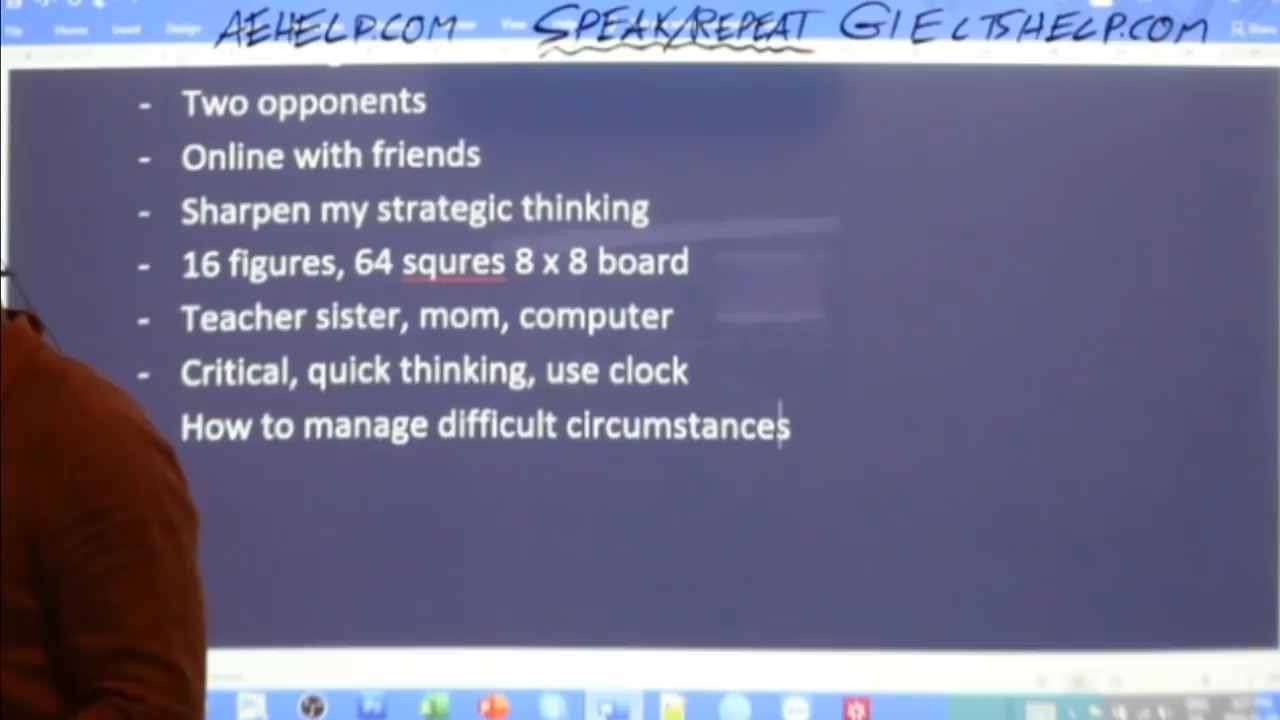 AEHELP.COM SPEAK/REPEAT GIELTSHELP.COM
- Two opponents
- Online with friends
- Sharpen my strategic thinking
- 16 figures, 64 squres 8 x 8 board
- Teacher sister, mom, computer
- Critical, quick thinking, use clock
How to manage difficult circumstances